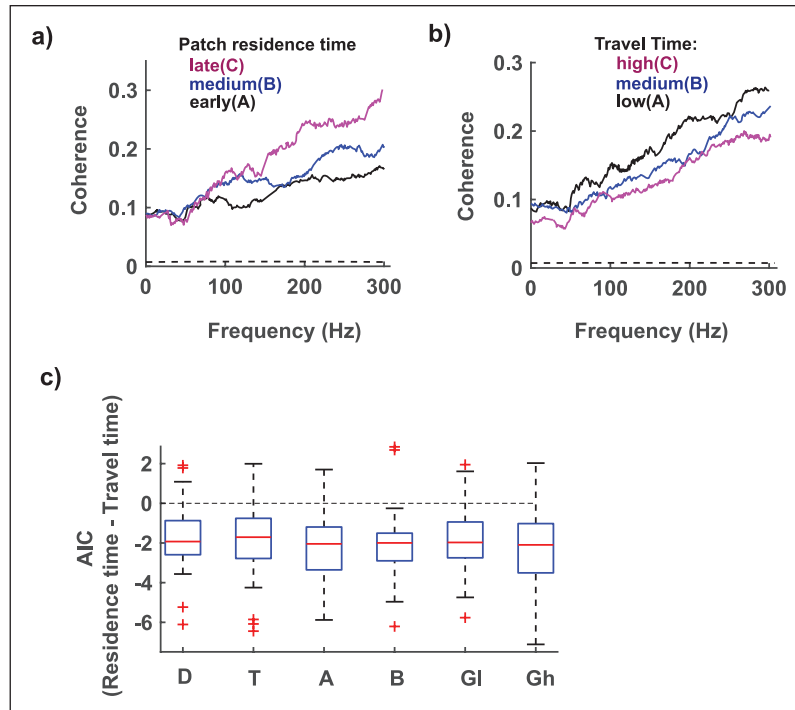 a)
Patch residence time
late(C)
medium(B)
early(A)
Coherence
0.3
0.2
0.1
0
0
100
200
300
Frequency (Hz)
b)
Travel Time:
high(C)
medium(B)
low(A)
Coherence
0.3
0.2
0.1
0
0
100
200
300
Frequency (Hz)
c)
AIC
(Residence time - Travel time)
2
0
-2
-4
-6
D
T
A
B
Gl
Gh